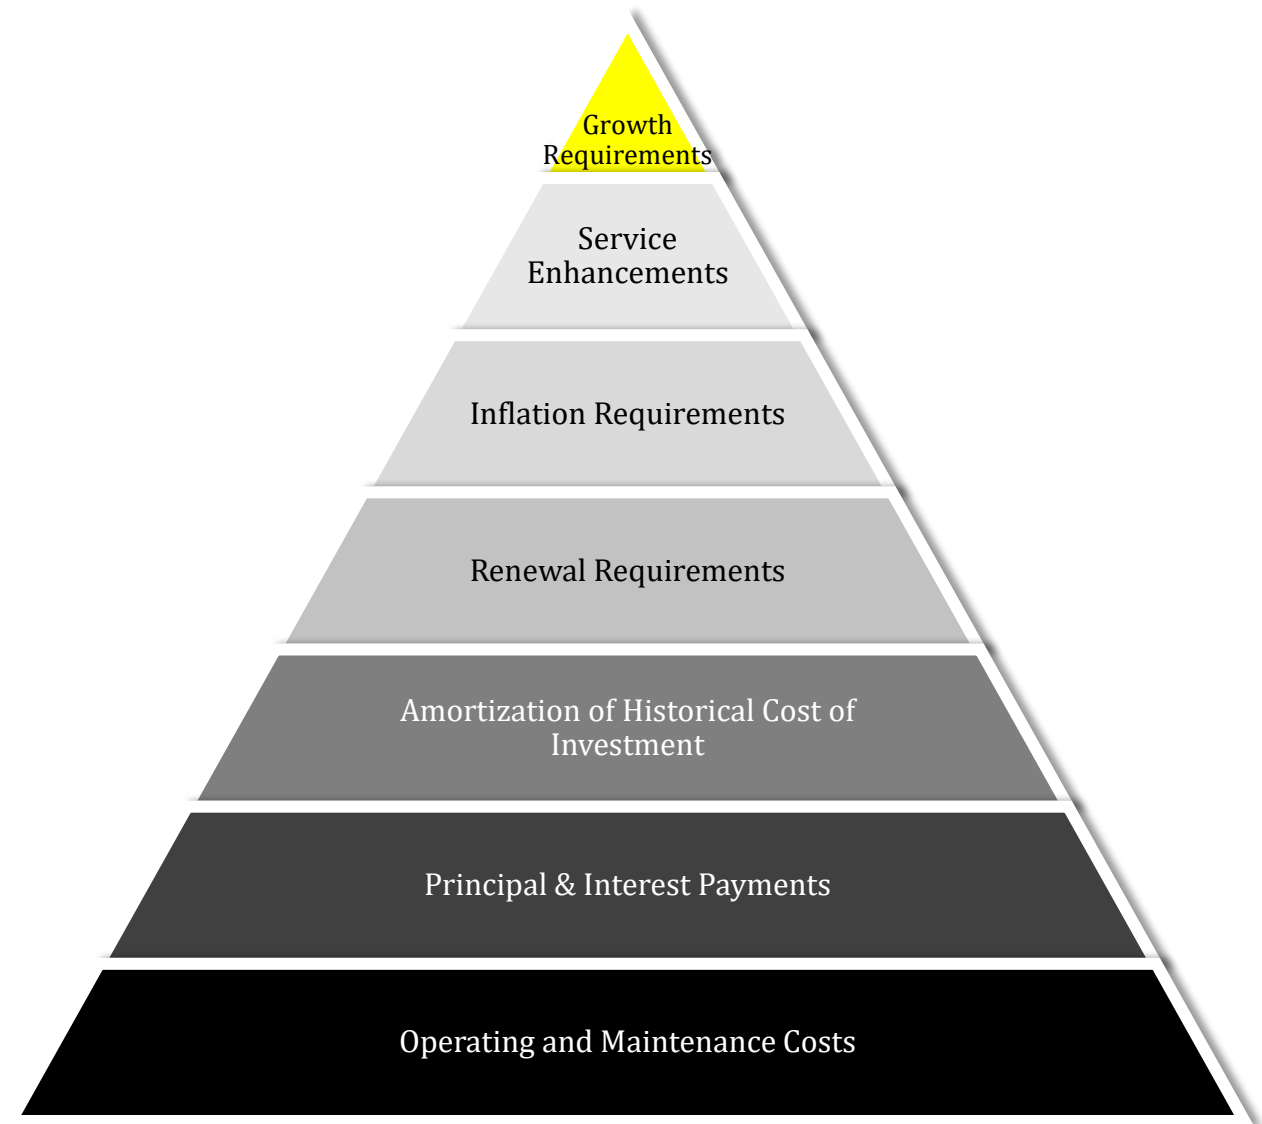 Growth
Requirements
Service
Enhancements
Inflation Requirements
Renewal Requirements
Amortization of Historical Cost of
Investment
Principal & Interest Payments
Operating and Maintenance Costs